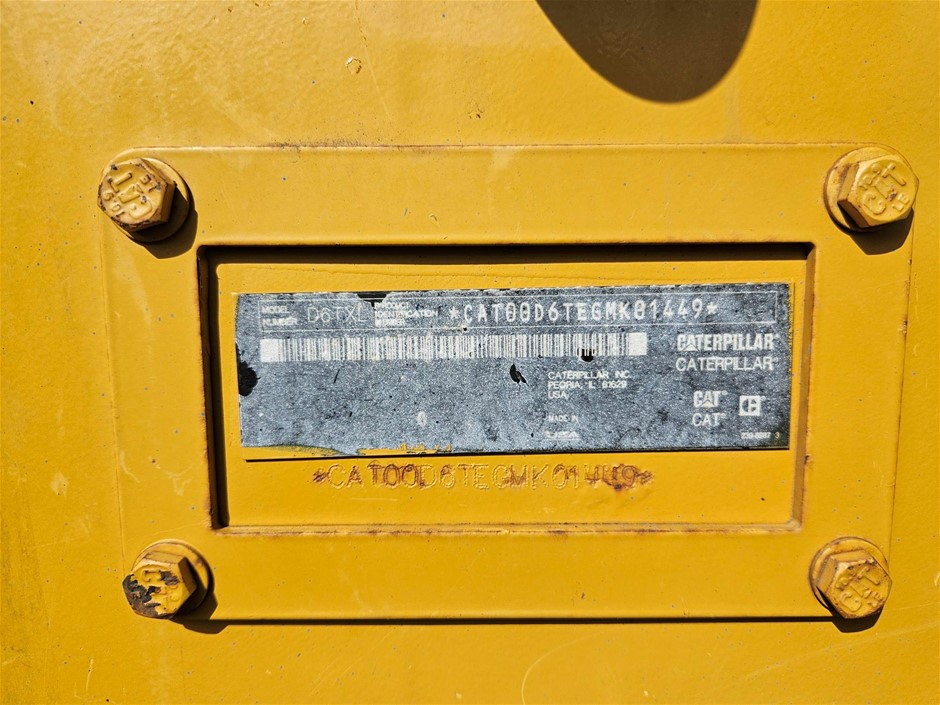 MODEL NUMBER D6TXL PRODUCT IDENTIFICATION NUMBER *CAT00D6TEGMK01449*
CATERPILLAR
CATERPILLAR
CATERPILLAR INC.
PEORIA, IL 61629
USA
CAT
CAT
MADE IN
USA
*CAT00D6TEGMK01449*